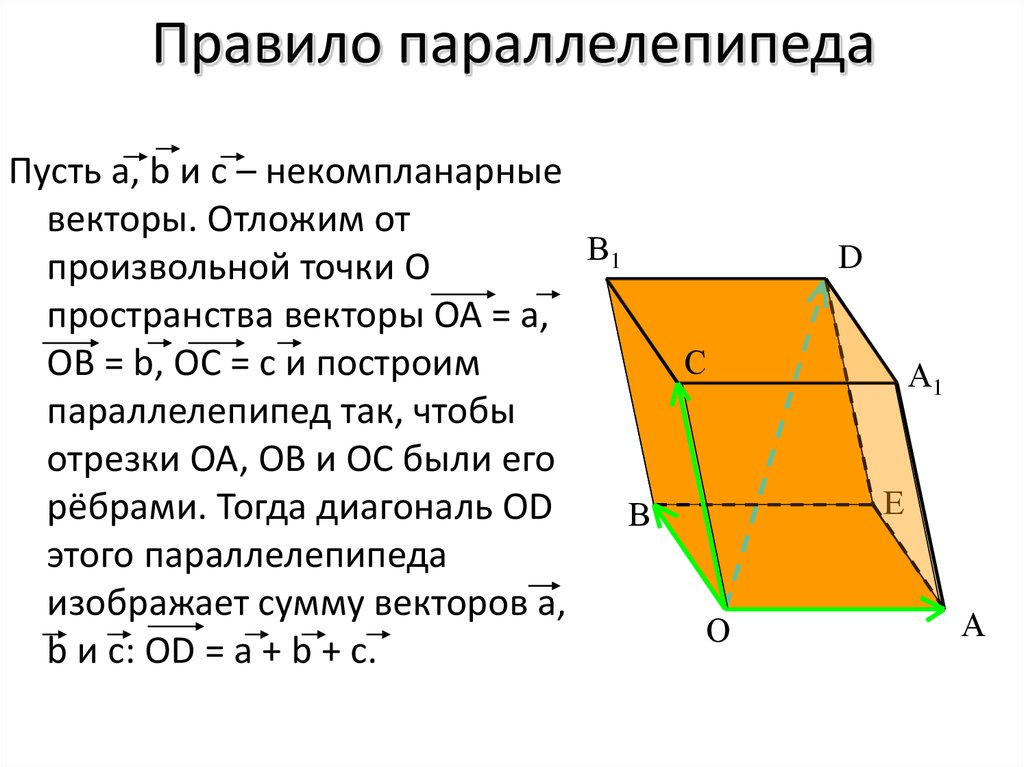 Правило параллелепипеда
Пусть a, b и c – некомпланарные
векторы. Отложим от
произвольной точки O
пространства векторы OA = a,
OB = b, OC = c и построим
параллелепипед так, чтобы
отрезки OA, OB и OC были его
рёбрами. Тогда диагональ OD
этого параллелепипеда
изображает сумму векторов a,
b и c: OD = a + b + c.
B1
D
C
A1
B
E
O
A